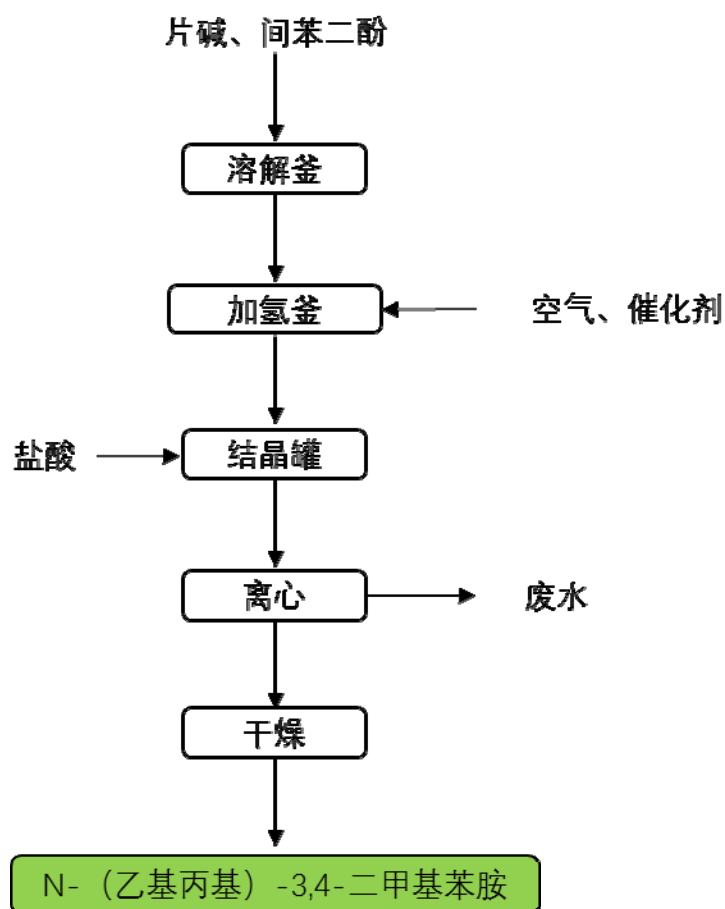 片碱、间苯二酚
溶解釜
加氢釜
空气、催化剂
盐酸
结晶罐
离心
废水
干燥
N-（乙基丙基）-3,4-二甲基苯胺